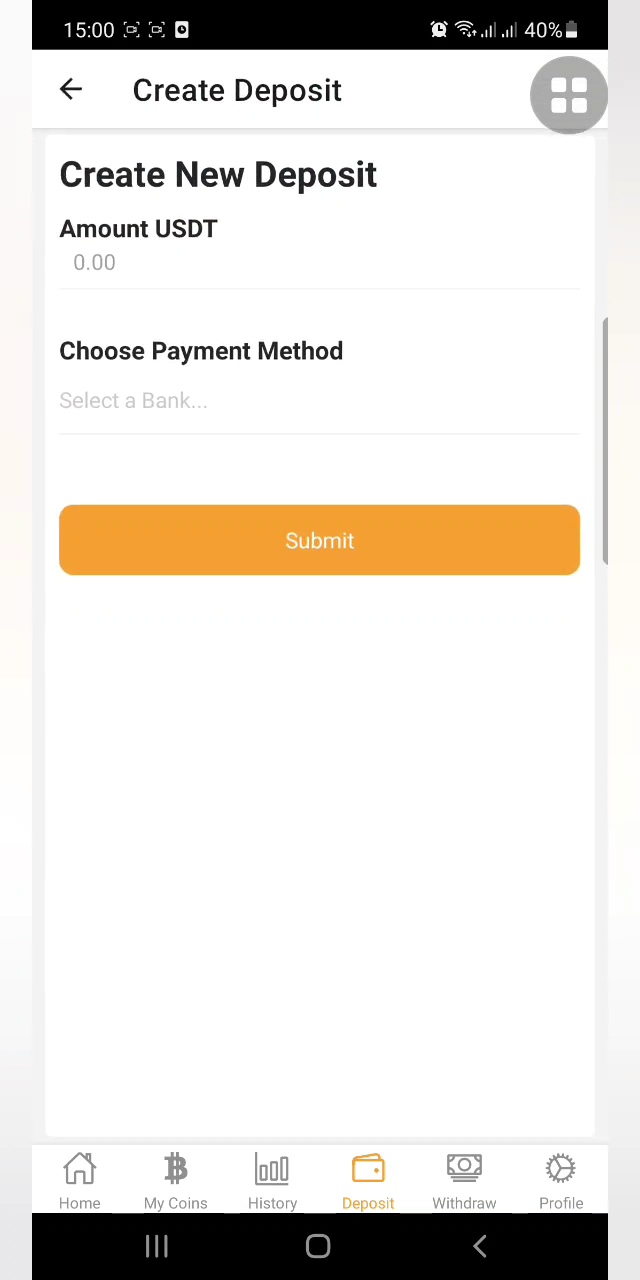 15:00 40%
Create Deposit
Create New Deposit
Amount USDT
0.00
Choose Payment Method
Select a Bank...
Submit
Home My Coins History Deposit Withdraw Profile